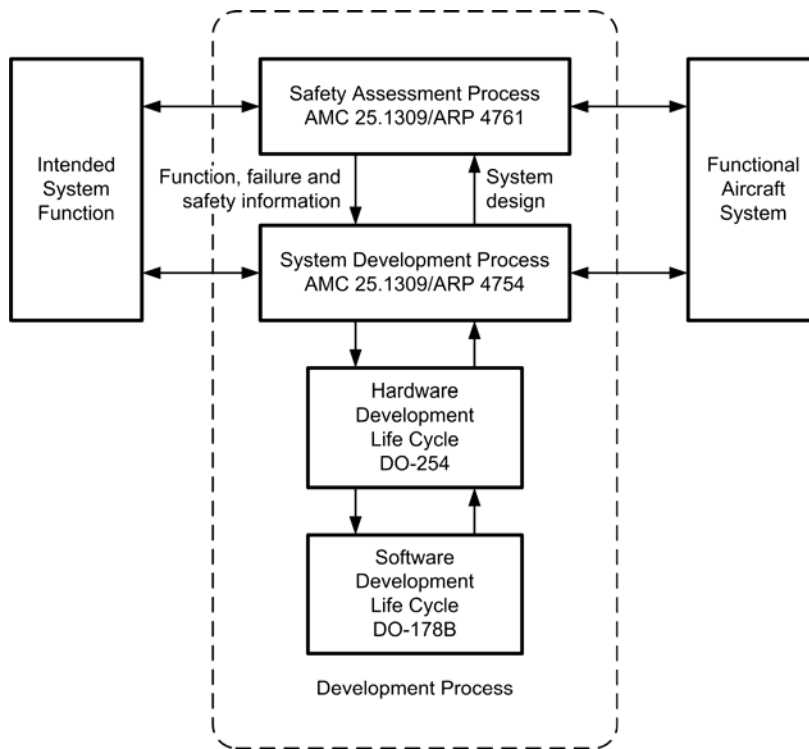 Safety Assessment Process
AMC 25.1309/ARP 4761
Intended
System
Function
Function, failure and
safety information
System
design
Functional
Aircraft
System
System Development Process
AMC 25.1309/ARP 4754
Hardware
Development
Life Cycle
DO-254
Software
Development
Life Cycle
DO-178B
Development Process